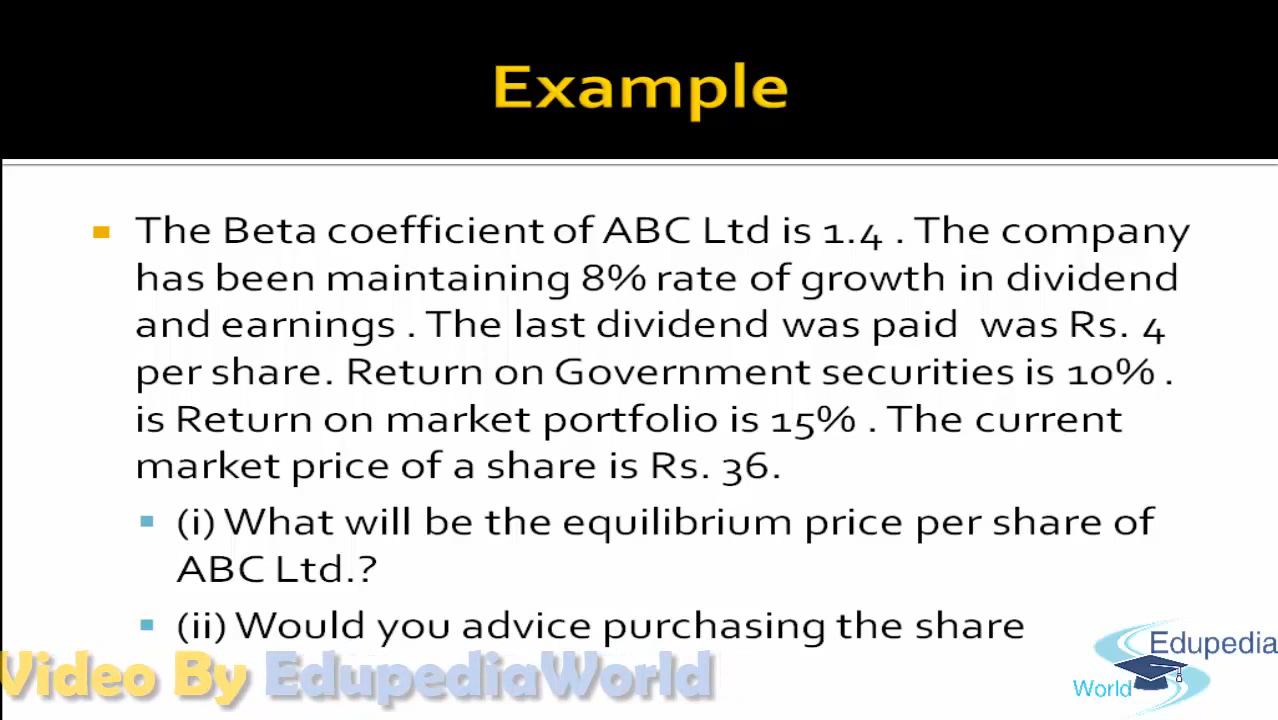 Example
The Beta coefficient of ABC Ltd is 1.4 . The company
has been maintaining 8% rate of growth in dividend
and earnings . The last dividend was paid was Rs. 4
per share. Return on Government securities is 10% .
is Return on market portfolio is 15% . The current
market price of a share is Rs. 36.
(i) What will be the equilibrium price per share of
ABC Ltd.?
(ii) Would you advice purchasing the share
Video By EdupediaWorld
Edupedia
World